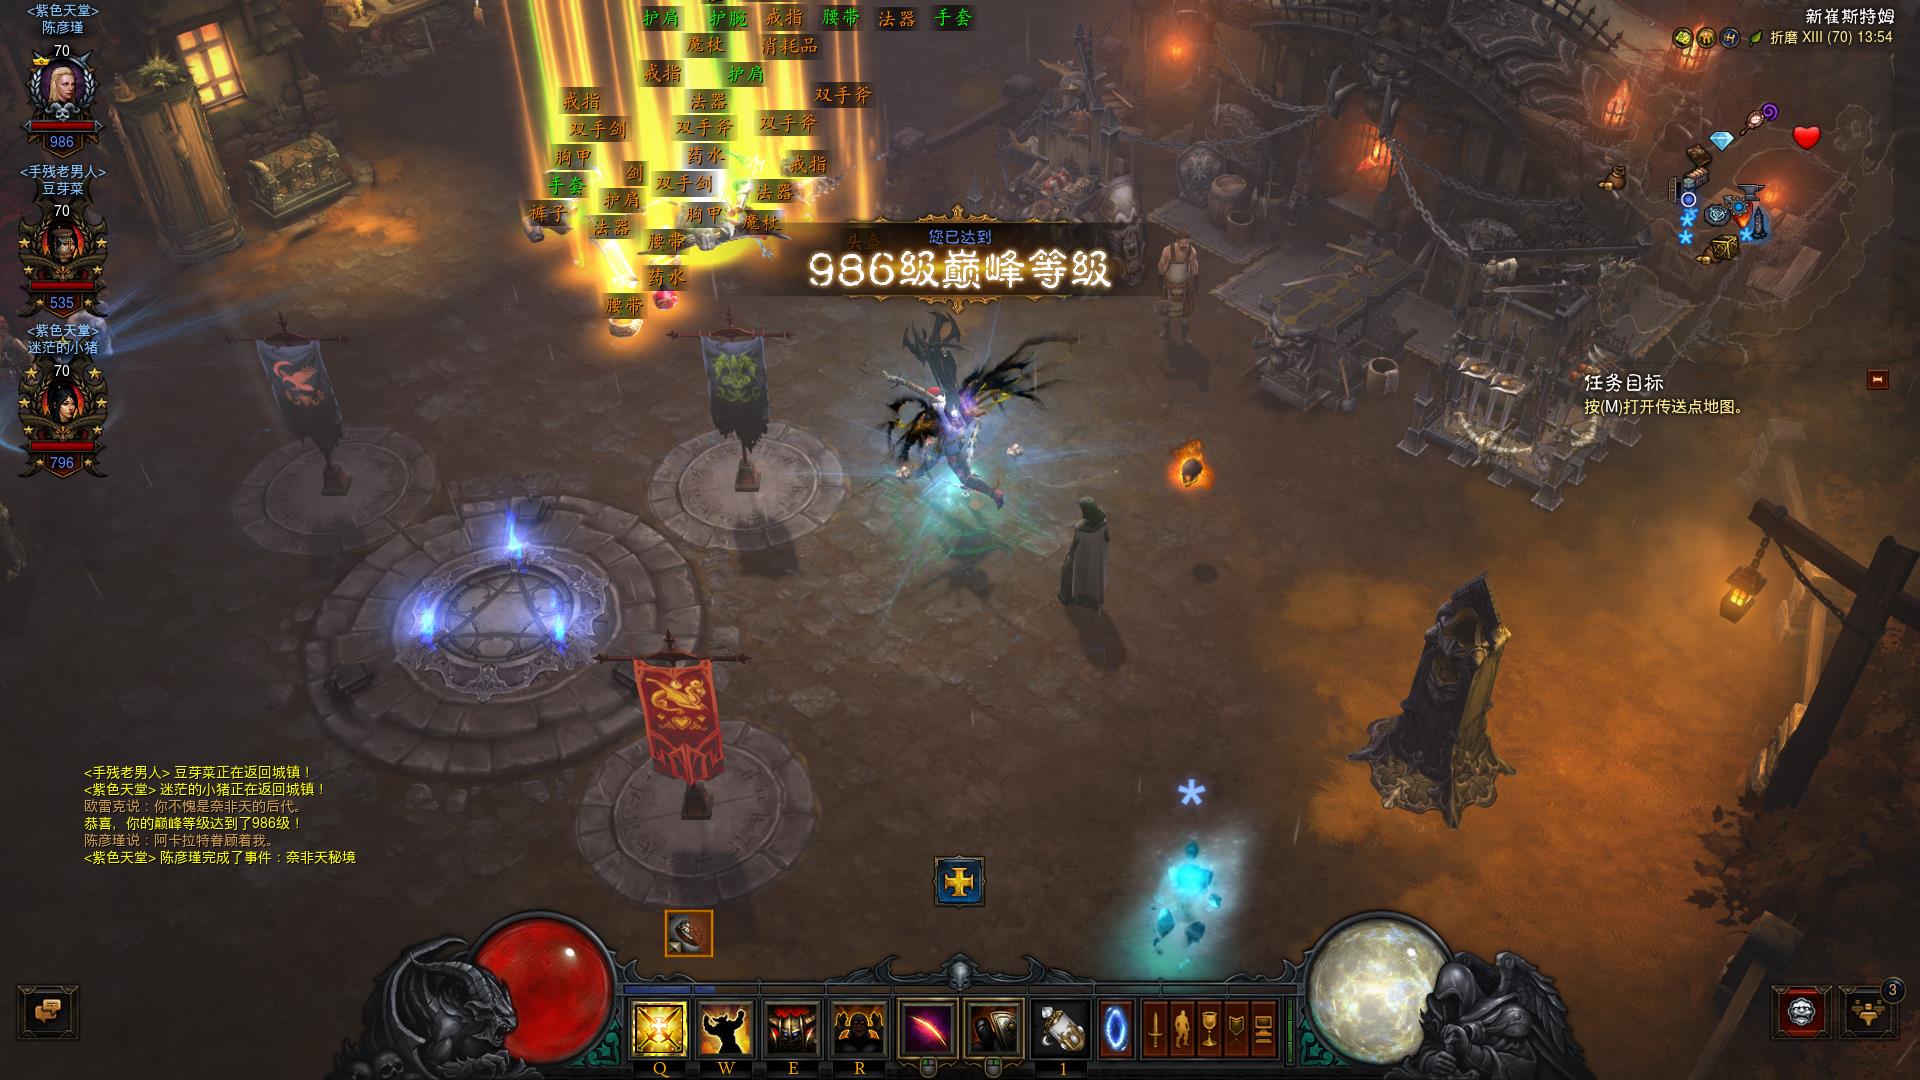 <紫色天堂>
陈彦瑾
70
986
<手残老男人>
豆芽菜
70
535
<紫色天堂>
迷茫的小猪
70
796
护肩 护腕 戒指 腰带 法器 手套
魔杖 消耗品
戒指 护肩
戒指 法器 双手斧
双手剑 双手斧 双手斧
胸甲 药水 戒指
手套 剑 双手剑 法器
裤子 护肩 胸甲 魔杖
法器 腰带 头盔
药水
腰带
您已达到
986级巅峰等级
新崔斯特姆
折磨 XIII (70) 13:54
任务目标
按(M)打开传送点地图。
<手残老男人> 豆芽菜正在返回城镇！
<紫色天堂> 迷茫的小猪正在返回城镇！
欧雷克说：你不愧是奈非天的后代。
恭喜，你的巅峰等级达到了986级！
陈彦瑾说：阿卡拉特眷顾着我。
<紫色天堂> 陈彦瑾完成了事件：奈非天秘境
Q W E R 1
3